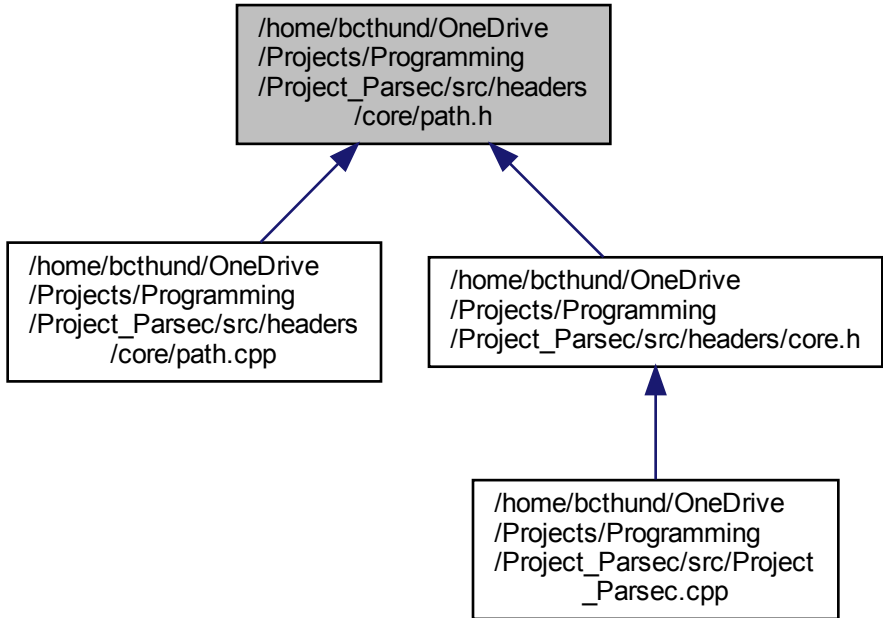 /home/bcthund/OneDrive
/Projects/Programming
/Project_Parsec/src/headers
/core/path.h
/home/bcthund/OneDrive
/Projects/Programming
/Project_Parsec/src/headers
/core/path.cpp
/home/bcthund/OneDrive
/Projects/Programming
/Project_Parsec/src/headers/core.h
/home/bcthund/OneDrive
/Projects/Programming
/Project_Parsec/src/Project
_Parsec.cpp